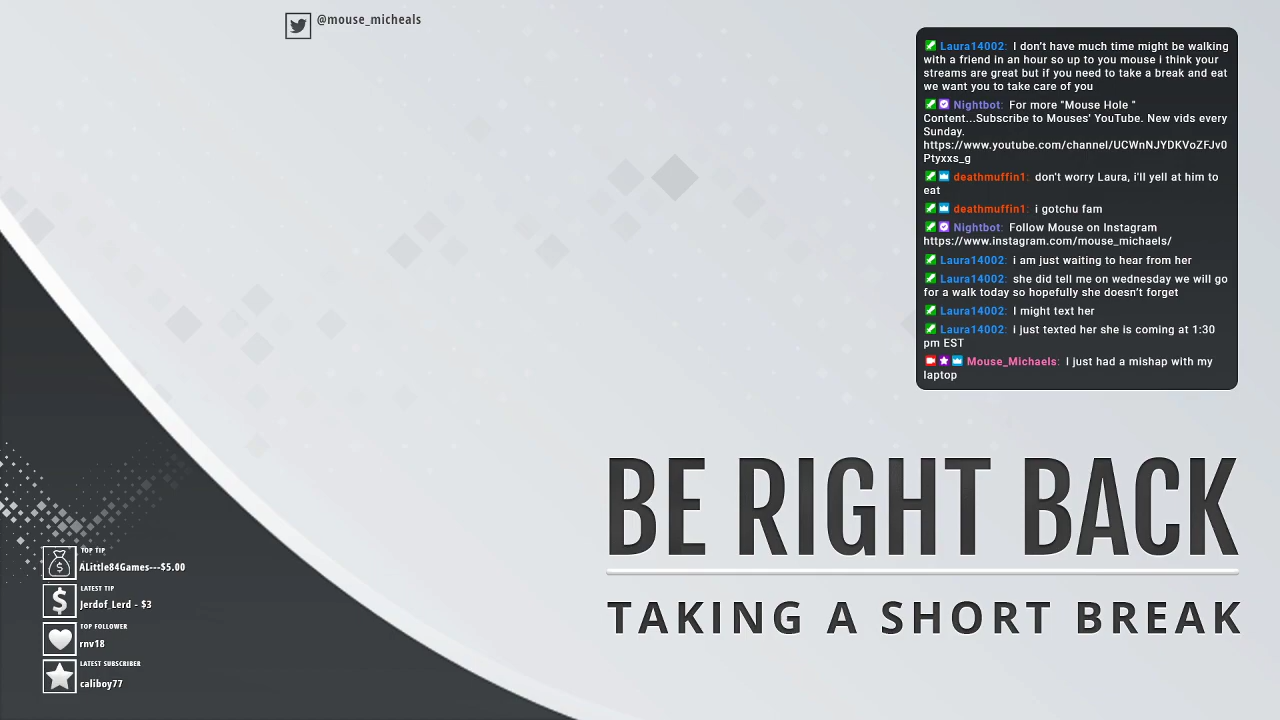 @mouse_micheals
Laura14002: I don't have much time might be walking
with a friend in an hour so up to you mouse i think your
streams are great but if you need to take a break and eat
we want you to take care of you
Nightbot: For more "Mouse Hole "
Content...Subscribe to Mouses' YouTube. New vids every
Sunday.
https://www.youtube.com/channel/UCWnNJYDKVoZFJv0
Ptyxxs_g
deathmuffin1: don't worry Laura, i'll yell at him to
eat
deathmuffin1: i gotchu fam
Nightbot: Follow Mouse on Instagram
https://www.instagram.com/mouse_michaels/
Laura14002: i am just waiting to hear from her
Laura14002: she did tell me on wednesday we will go
for a walk today so hopefully she doesn't forget
Laura14002: I might text her
Laura14002: i just texted her she is coming at 1:30
pm EST
Mouse_Michaels: I just had a mishap with my
laptop
BE RIGHT BACK
TAKING A SHORT BREAK
TOP TIP
ALittle84Games---$5.00
LATEST TIP
Jerdof_Lerd - $3
TOP FOLLOWER
rnv18
LATEST SUBSCRIBER
caliboy77